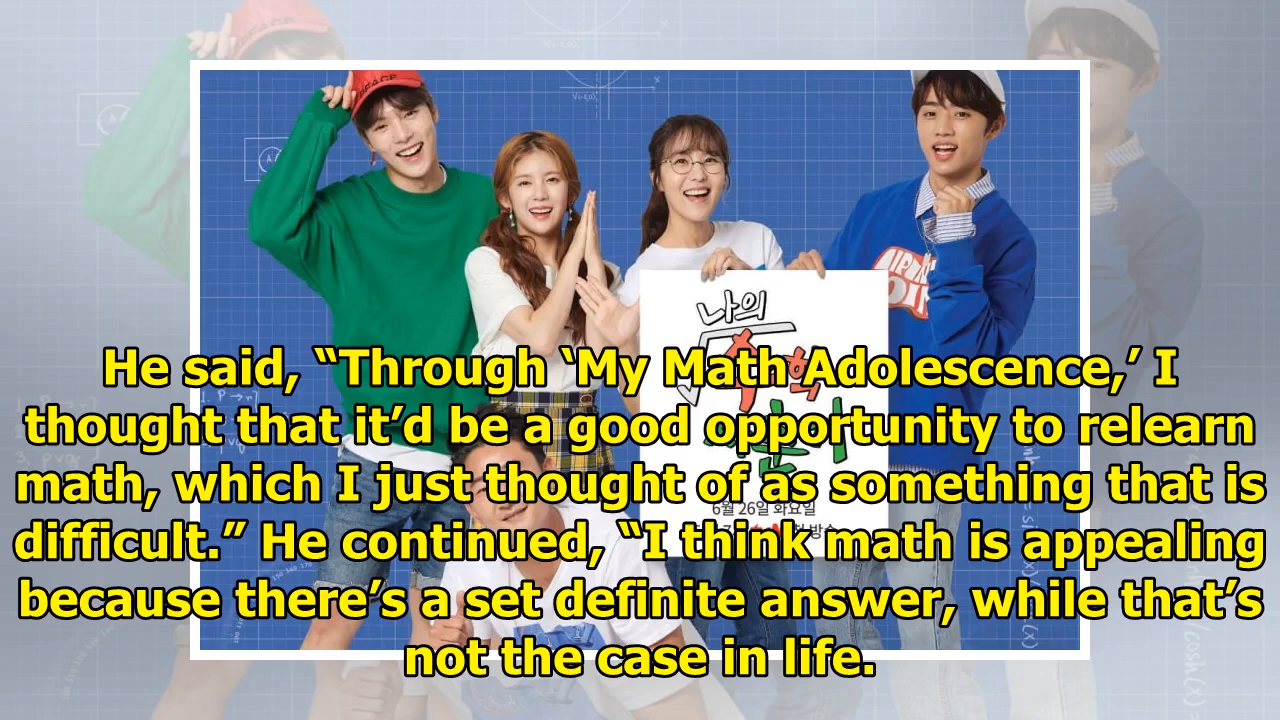 나의
수학
He said, “Through ‘My Math Adolescence,’ I
thought that it’d be a good opportunity to relearn
math, which I just thought of as something that is
6월 26일 화요일
difficult.” He continued, “I think math is appealing
because there’s a set definite answer, while that’s
not the case in life.